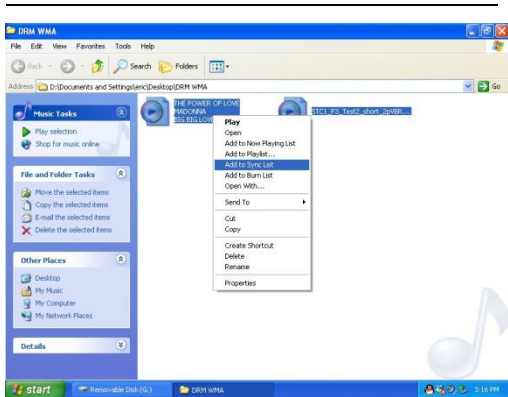 DRM WMA
File Edit View Favorites Tools Help
Back Search Folders
Address D:\Documents and Settings\eric\Desktop\DRM WMA Go
Music Tasks
Play selection
Shop for music online
File and Folder Tasks
Move the selected items
Copy the selected items
E-mail the selected items
Delete the selected items
Other Places
Desktop
My Music
My Computer
My Network Places
Details
THE POWER OF LOVE
MADONNA
BIG BIG LOVE
STC1_P3_Test2_short_2pVBR...
Play
Open
Add to Now Playing List
Add to Playlist...
Add to Sync List
Add to Burn List
Open With...
Send To
Cut
Copy
Create Shortcut
Delete
Rename
Properties
start Removable Disk (G:) DRM WMA 3:16 PM